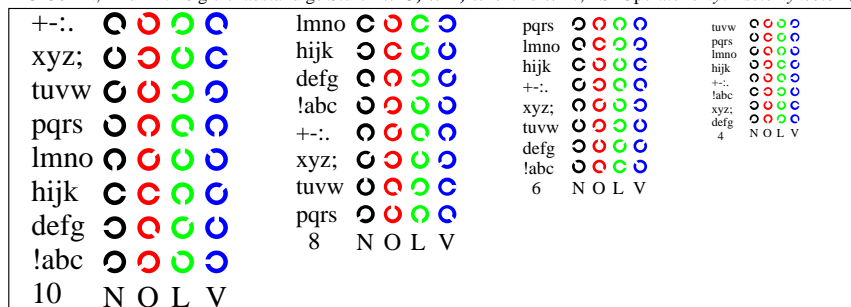 +-:.
xyz;
tuvw
pqrs
lmno
hijk
defg
!abc
10 N O L V
lmno
hijk
defg
!abc
+-:.
xyz;
tuvw
pqrs
8 N O L V
pqrs
lmno
hijk
+-:.
xyz;
tuvw
defg
!abc
6 N O L V
tuvw
pqrs
lmno
hijk
+-:.
!abc
xyz;
defg
4 N O L V